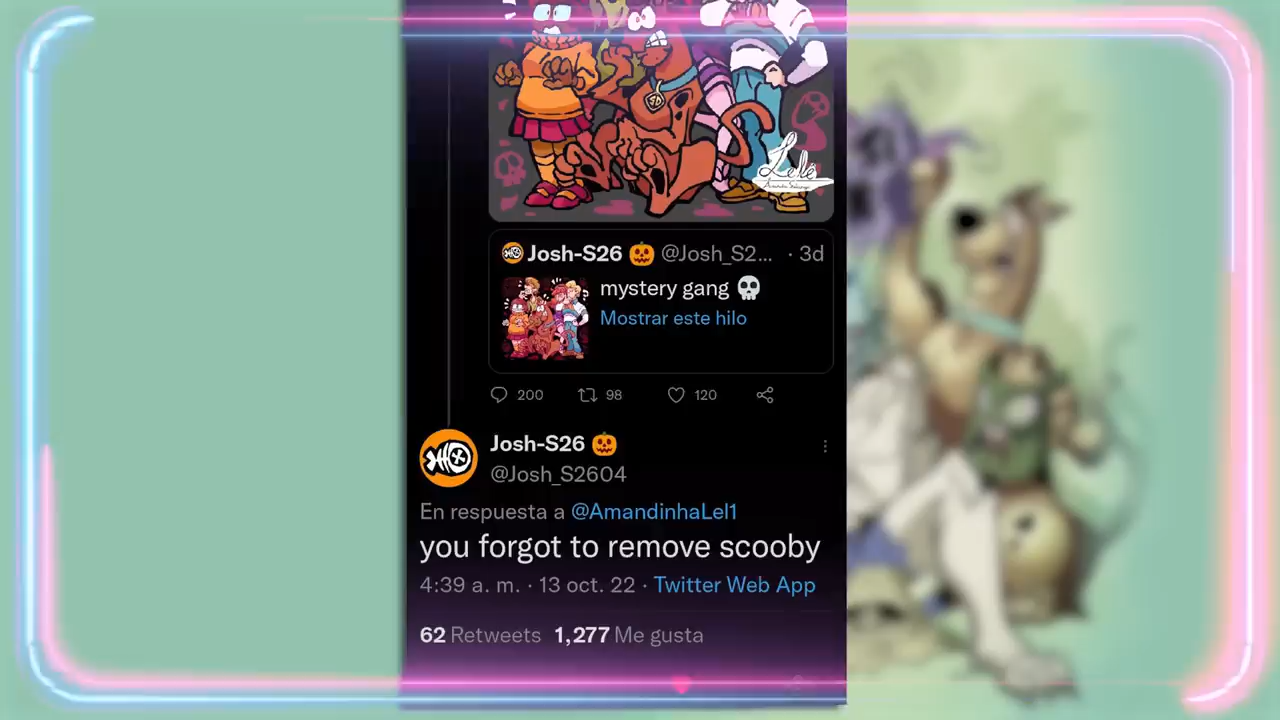 Lele
Josh-S26 🎃 @Josh_S2... · 3d
mystery gang 💀
Mostrar este hilo
200 98 120
Josh-S26 🎃
@Josh_S2604
En respuesta a @AmandinhaLel1
you forgot to remove scooby
4:39 a. m. · 13 oct. 22 · Twitter Web App
62 Retweets 1,277 Me gusta